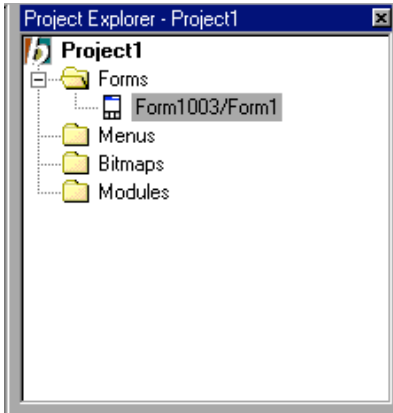 Project Explorer - Project1
Project1
Forms
Form1003/Form1
Menus
Bitmaps
Modules